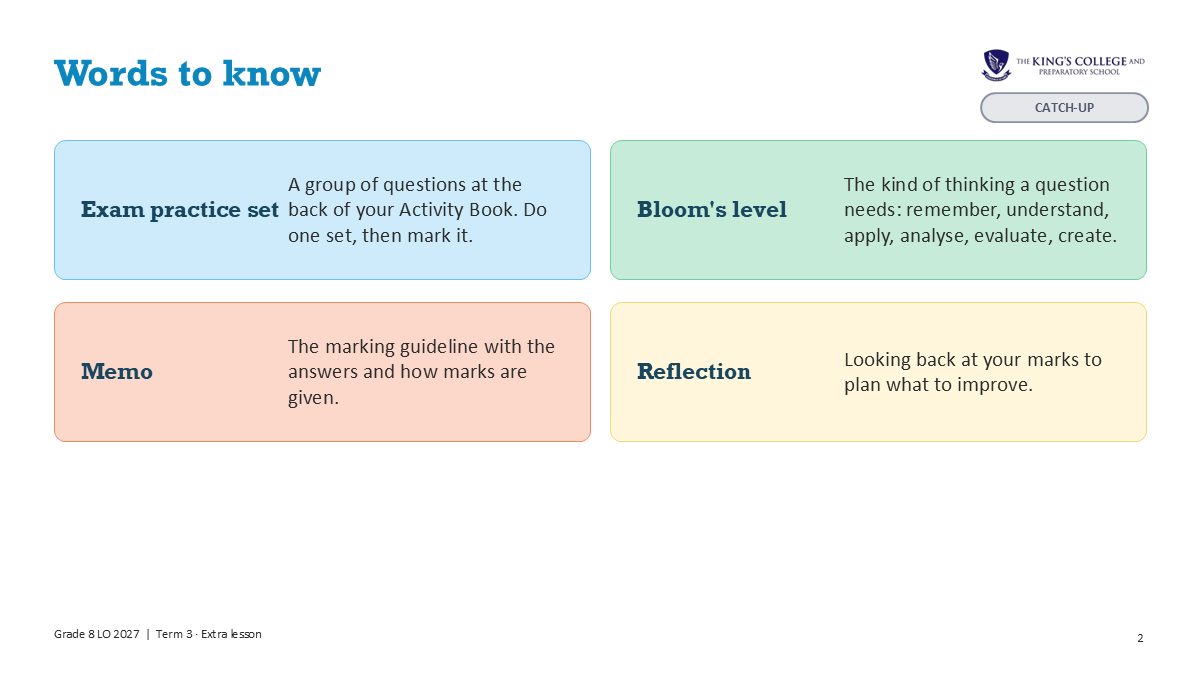 Words to know
THE KING'S COLLEGE AND
PREPARATORY SCHOOL
CATCH-UP
Exam practice set
A group of questions at the
back of your Activity Book. Do
one set, then mark it.
Bloom's level
The kind of thinking a question
needs: remember, understand,
apply, analyse, evaluate, create.
Memo
The marking guideline with the
answers and how marks are
given.
Reflection
Looking back at your marks to
plan what to improve.
Grade 8 LO 2027 | Term 3 · Extra lesson
2